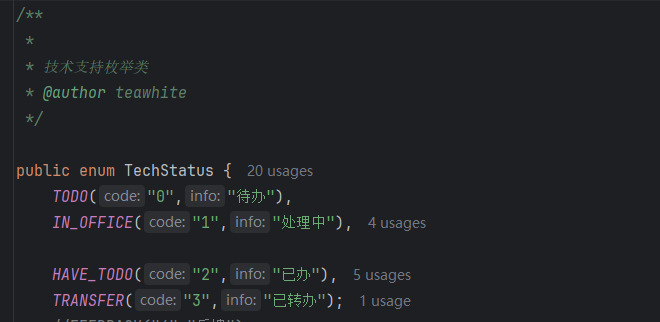 /**
*
* 技术支持枚举类
* @author teawhite
*/
public enum TechStatus { 20 usages
TODO( code: "0", info: "待办"),
IN_OFFICE( code: "1", info: "处理中"), 4 usages
HAVE_TODO( code: "2", info: "已办"), 5 usages
TRANSFER( code: "3", info: "已转办"); 1 usage